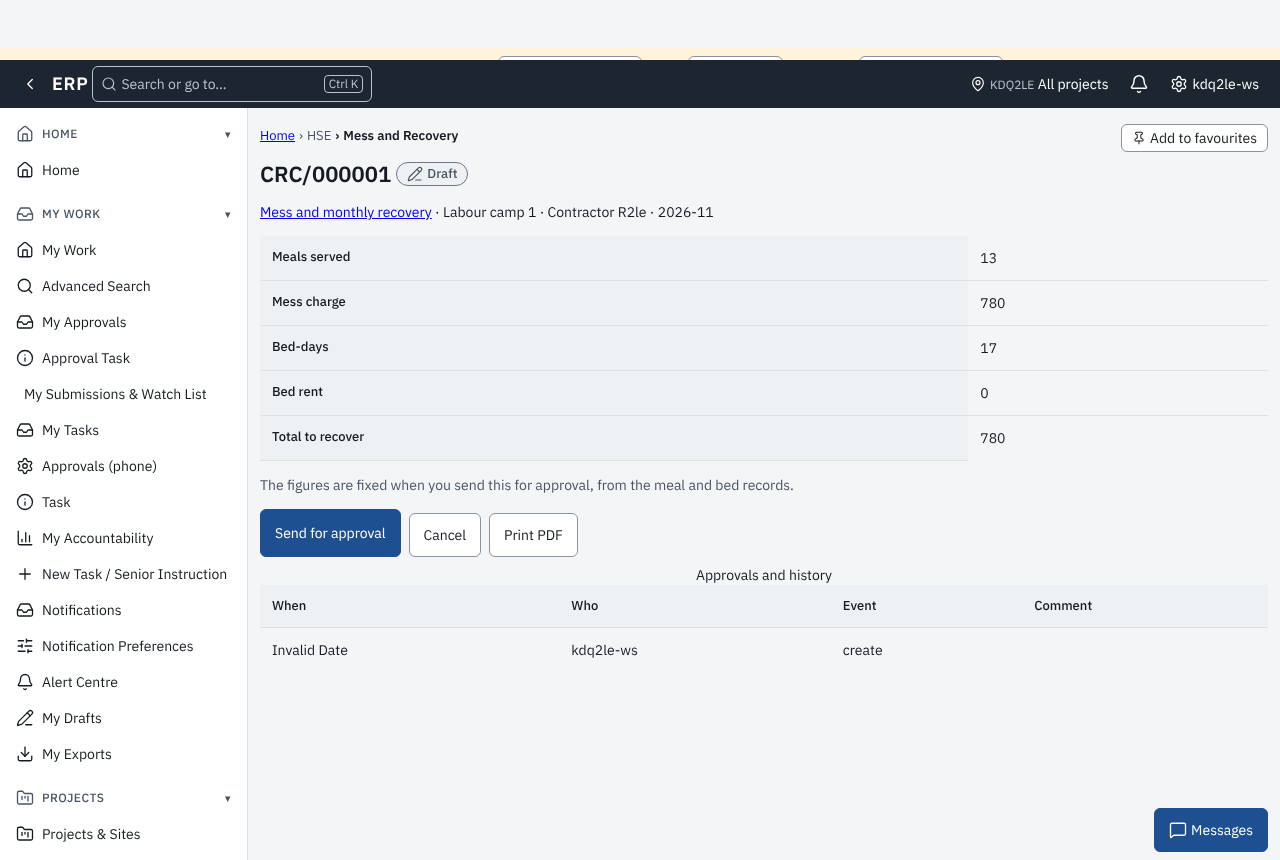 ERP
Search or go to...
Ctrl K
KDQ2LE All projects
kdq2le-ws
HOME
Home
MY WORK
My Work
Advanced Search
My Approvals
Approval Task
My Submissions & Watch List
My Tasks
Approvals (phone)
Task
My Accountability
New Task / Senior Instruction
Notifications
Notification Preferences
Alert Centre
My Drafts
My Exports
PROJECTS
Projects & Sites
Home › HSE › Mess and Recovery
Add to favourites
CRC/000001 Draft
Mess and monthly recovery · Labour camp 1 · Contractor R2le · 2026-11
Meals served 13
Mess charge 780
Bed-days 17
Bed rent 0
Total to recover 780
The figures are fixed when you send this for approval, from the meal and bed records.
Send for approval Cancel Print PDF
Approvals and history
When Who Event Comment
Invalid Date kdq2le-ws create
Messages